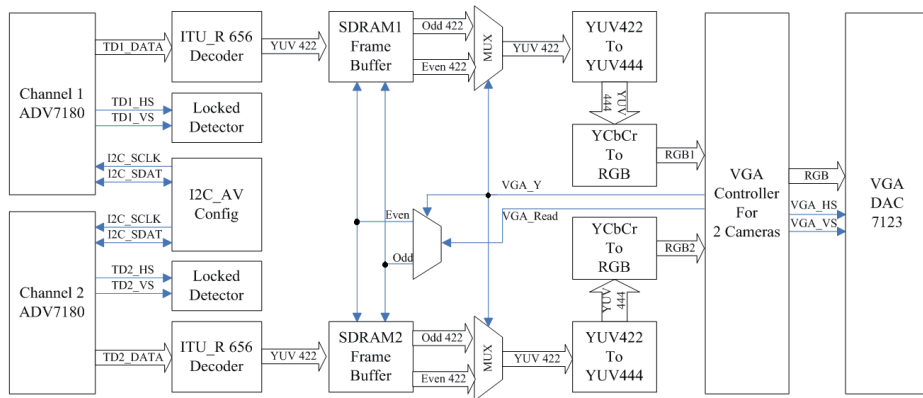 Channel 1
ADV7180
TD1_DATA
ITU_R 656
Decoder
YUV 422
SDRAM1
Frame
Buffer
Odd 422
Even 422
MUX
YUV 422
YUV422
To
YUV444
YUV
444
YCbCr
To
RGB
RGB1
TD1_HS
TD1_VS
Locked
Detector
I2C_SCLK
I2C_SDAT
I2C_AV
Config
I2C_SCLK
I2C_SDAT
VGA_Y
Even
VGA_Read
Odd
VGA
Controller
For
2 Cameras
RGB
VGA_HS
VGA_VS
VGA
DAC
7123
Channel 2
ADV7180
TD2_HS
TD2_VS
Locked
Detector
TD2_DATA
ITU_R 656
Decoder
YUV 422
SDRAM2
Frame
Buffer
Odd 422
Even 422
MUX
YUV 422
YUV422
To
YUV444
YUV
444
YCbCr
To
RGB
RGB2